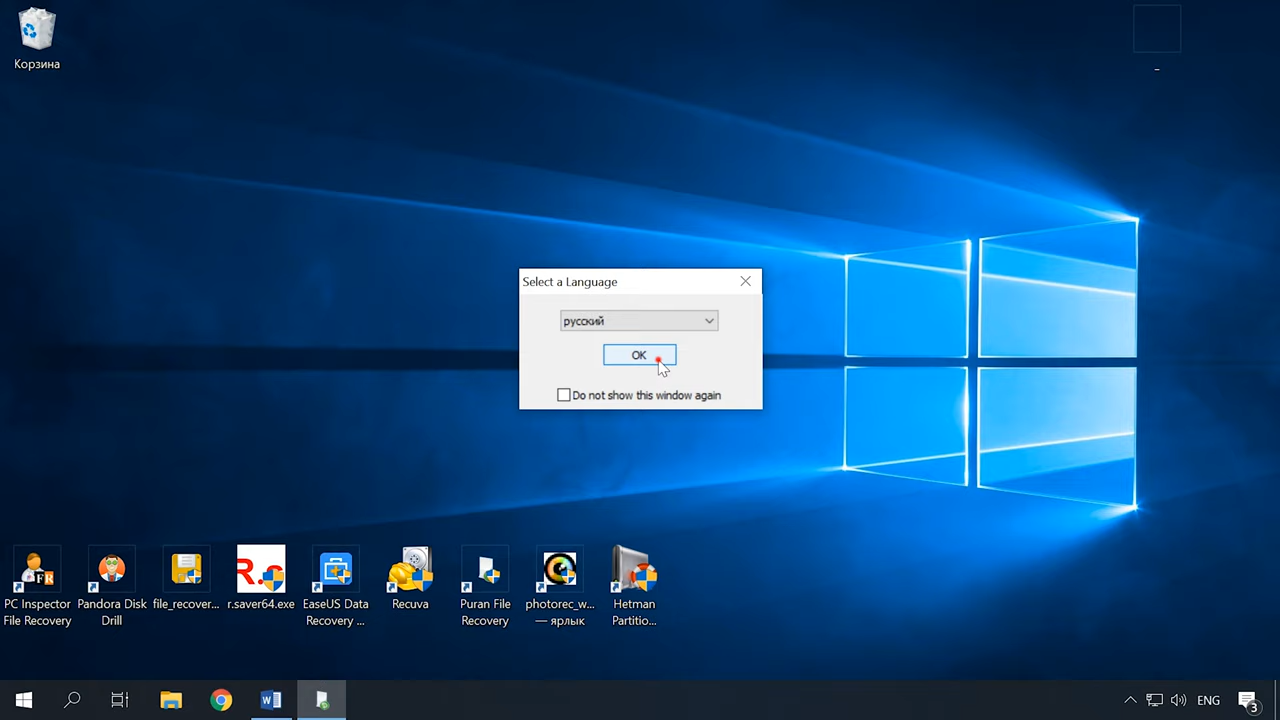 Корзина
_
Select a Language
русский
OK
Do not show this window again
PC Inspector
File Recovery
Pandora Disk
Drill
file_recover...
R.s
r.saver64.exe
EaseUS Data
Recovery ...
Recuva
Puran File
Recovery
photorec_w...
— ярлык
Hetman
Partitio...
ENG
3